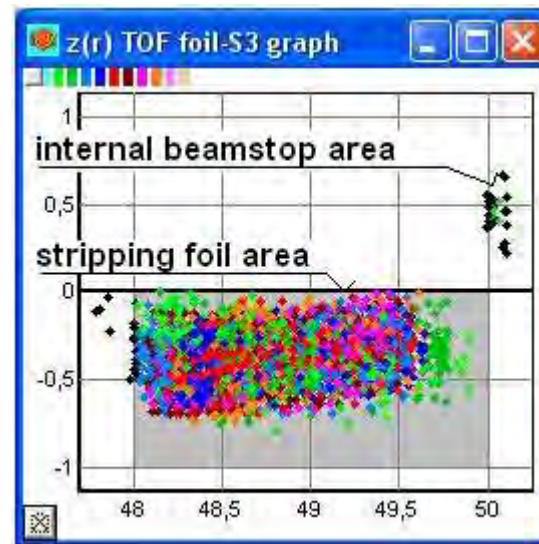 z(r) TOF foil-S3 graph
1
internal beamstop area
0,5
stripping foil area
0
-0,5
-1
48 48,5 49 49,5 50